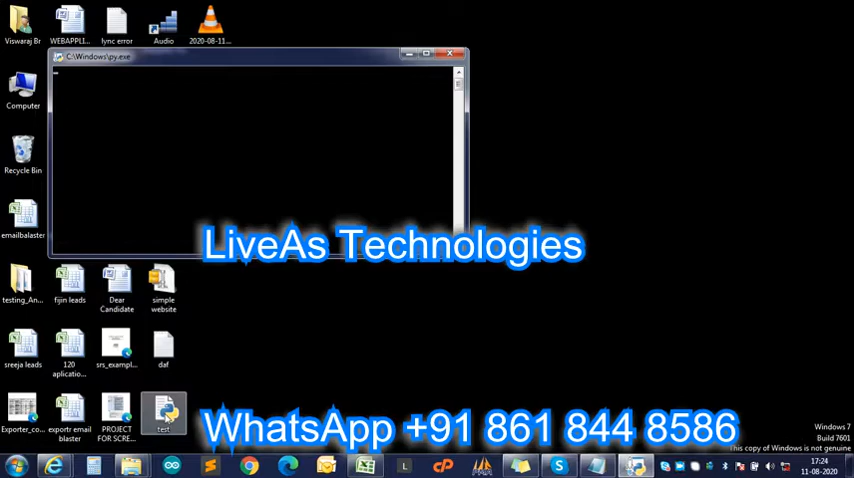 Viswaraj Br
WEBAPPLI...
lync error
Audio
2020-08-11...
C:\Windows\py.exe
Computer
Recycle Bin
emailbalaster
LiveAs Technologies
testing_An...
fijin leads
Dear Candidate
simple website
sreeja leads
120 aplicatio...
srs_exampl...
daf
Exporter_co...
exportr email blaster
PROJECT FOR SCRE...
test
WhatsApp +91 861 844 8586
Windows 7
Build 7601
This copy of Windows is not genuine
17:24
11-08-2020